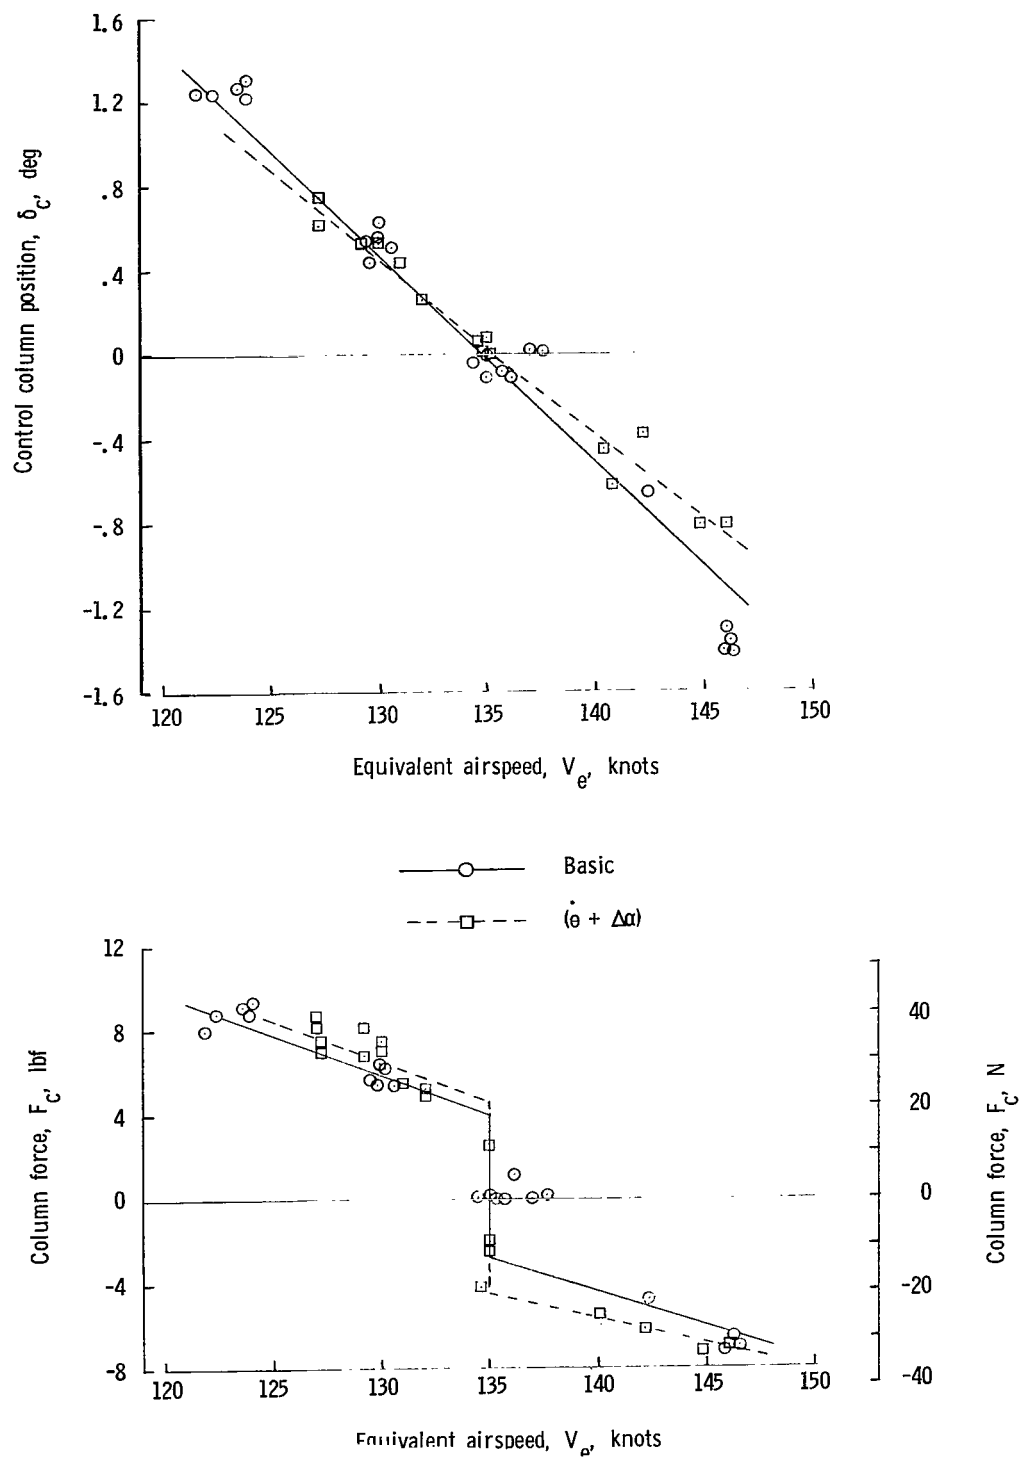 1.6
1.2
.8
.4
0
-.4
-.8
-1.2
-1.6
Control column position, δc, deg
120 125 130 135 140 145 150
Equivalent airspeed, Ve, knots
Basic
(θ̇ + Δα)
12
8
4
0
-4
-8
Column force, Fc, lbf
40
20
0
-20
-40
Column force, Fc, N
120 125 130 135 140 145 150
Equivalent airspeed, Ve, knots